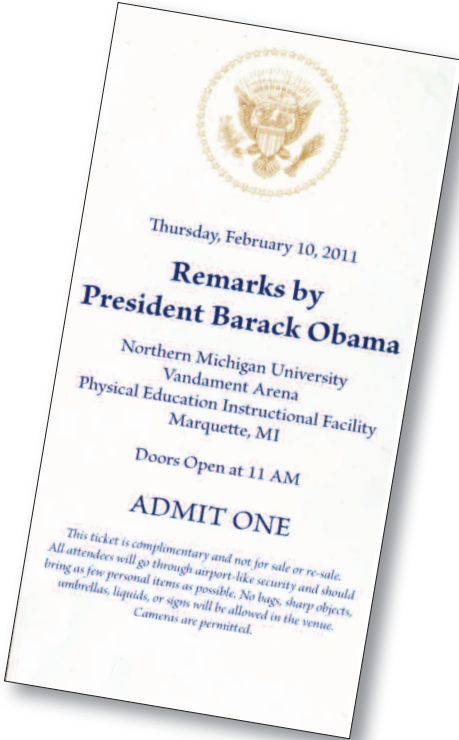 Thursday, February 10, 2011
Remarks by
President Barack Obama
Northern Michigan University
Vandament Arena
Physical Education Instructional Facility
Marquette, MI
Doors Open at 11 AM
ADMIT ONE
This ticket is complimentary and not for sale or re-sale.
All attendees will go through airport-like security and should
bring as few personal items as possible. No bags, sharp objects,
umbrellas, liquids, or signs will be allowed in the venue.
Cameras are permitted.